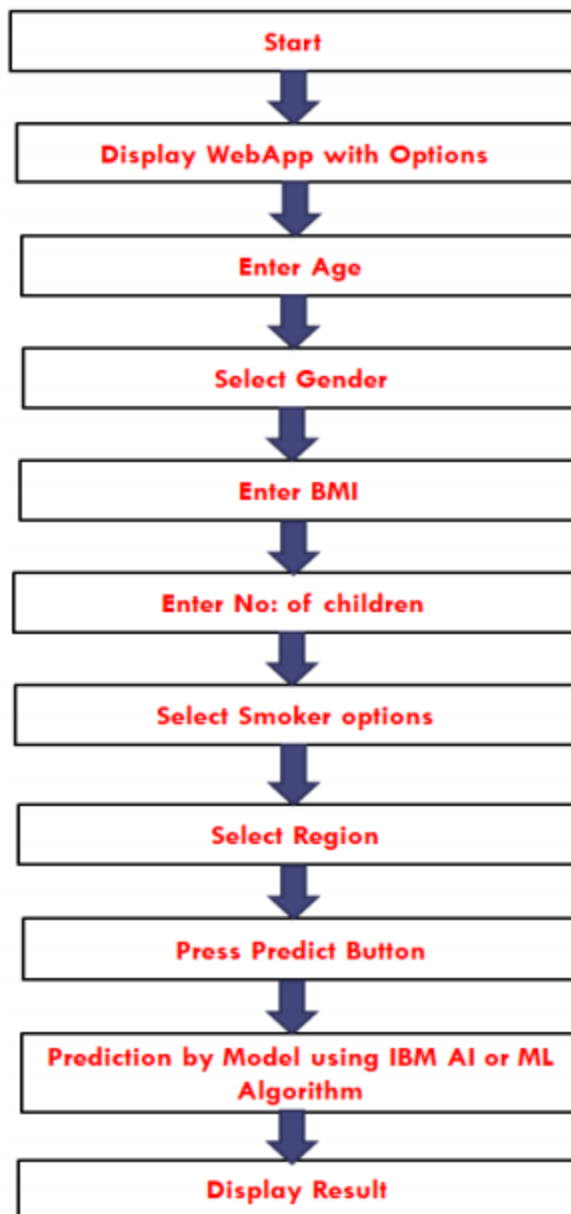 Start
Display WebApp with Options
Enter Age
Select Gender
Enter BMI
Enter No: of children
Select Smoker options
Select Region
Press Predict Button
Prediction by Model using IBM AI or ML
Algorithm
Display Result